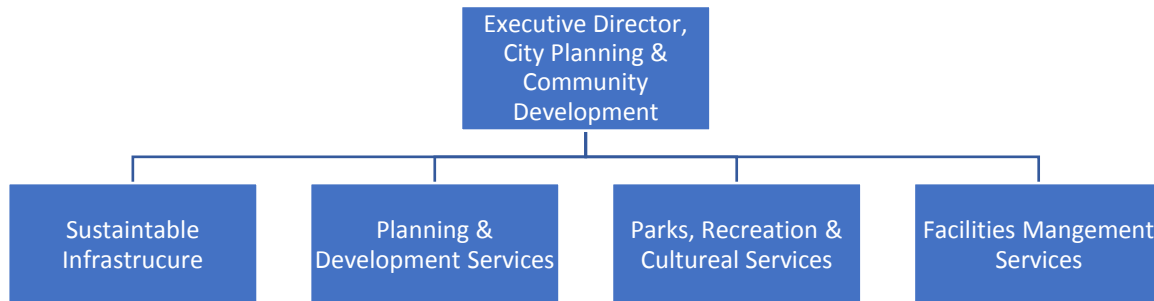 Executive Director,
City Planning &
Community
Development
Sustaintable
Infrastrucure
Planning &
Development Services
Parks, Recreation &
Cultureal Services
Facilities Mangement
Services